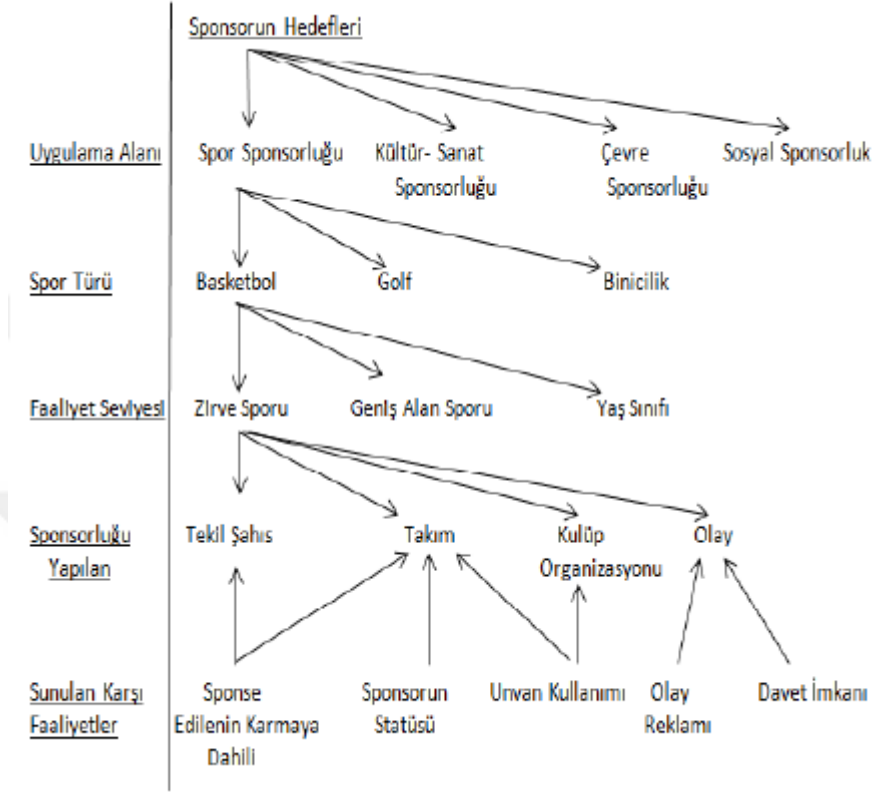 Sponsorun Hedefleri
Uygulama Alanı Spor Sponsorluğu Kültür- Sanat Çevre Sosyal Sponsorluk
Sponsorluğu Sponsorluğu
Spor Türü Basketbol Golf Binicilik
Faaliyet Seviyesi Zirve Sporu Geniş Alan Sporu Yaş Sınıfı
Sponsorluğu Tekil Şahıs Takım Kulüp Olay
Yapılan Organizasyonu
Sunulan Karşı Sponse Sponsorun Unvan Kullanımı Olay Davet İmkanı
Faaliyetler Edilenin Karmaya Statüsü Reklamı
Dahili